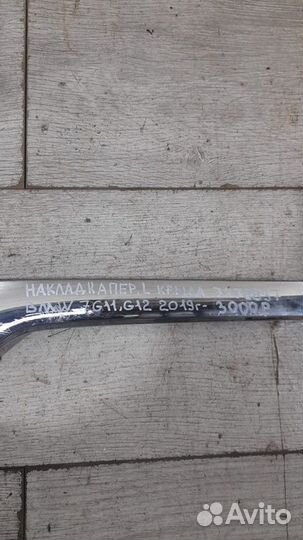 НАКЛАДКА ПЕР. L КРЫЛА
BMW 7G11, G12 2019г- 3000р
Avito